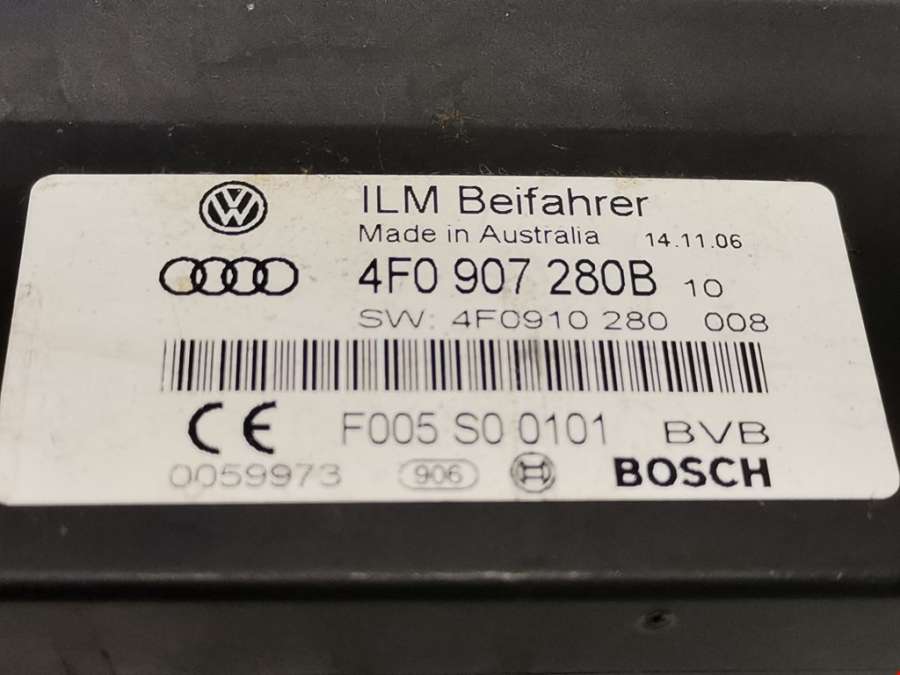 ILM Beifahrer
Made in Australia 14.11.06
4F0 907 280B 10
SW: 4F0910 280 008
CE F005 S0 0101 BVB
0059973 906 BOSCH